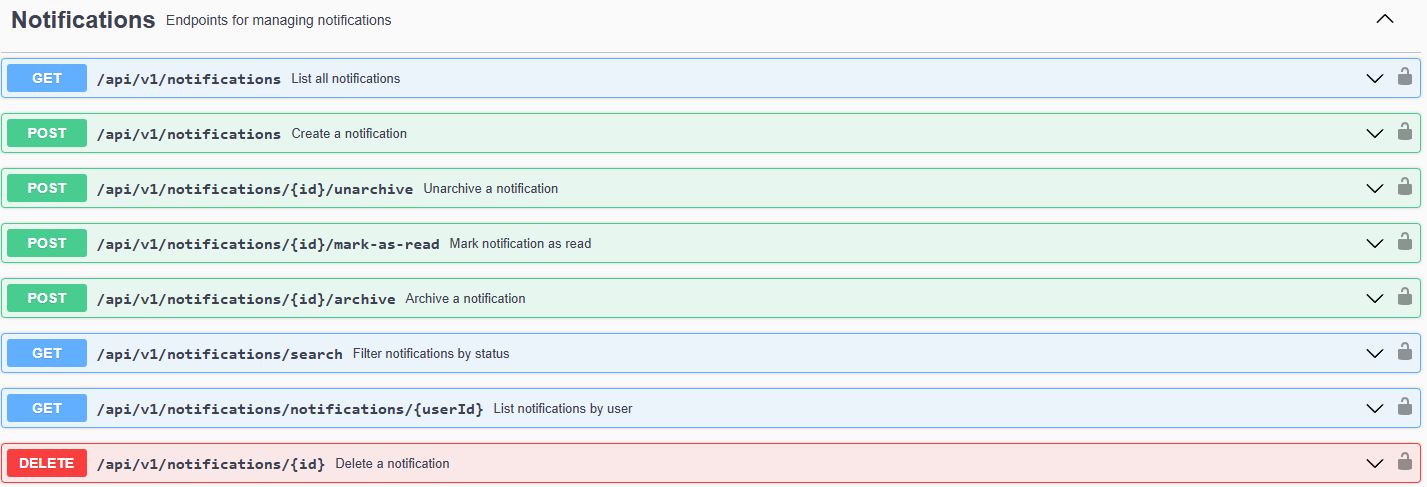 Notifications Endpoints for managing notifications
GET /api/v1/notifications List all notifications
POST /api/v1/notifications Create a notification
POST /api/v1/notifications/{id}/unarchive Unarchive a notification
POST /api/v1/notifications/{id}/mark-as-read Mark notification as read
POST /api/v1/notifications/{id}/archive Archive a notification
GET /api/v1/notifications/search Filter notifications by status
GET /api/v1/notifications/notifications/{userId} List notifications by user
DELETE /api/v1/notifications/{id} Delete a notification